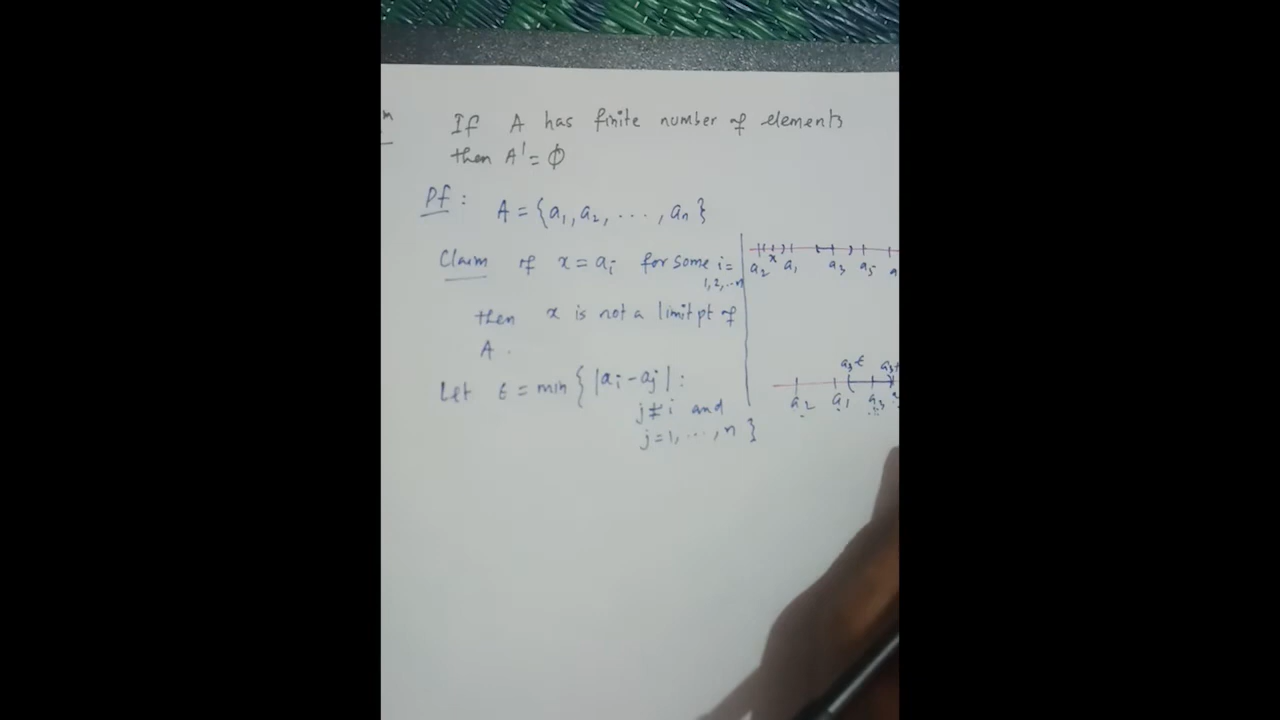 If A has finite number of elements
then A' = ϕ
Pf : A = {a₁, a₂, ..., aₙ}
Claim if x = aᵢ for some i =
1, 2, ... n
then x is not a limit pt of
A .
Let ε = min { |aᵢ - aⱼ| :
j ≠ i and
j = 1, ..., n }
a₂ x a₁ a₃ a₅
a₂ a₁ a₃